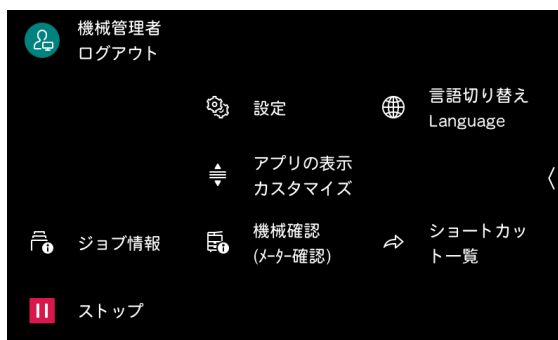 機械管理者
ログアウト
設定
言語切り替え
Language
アプリの表示
カスタマイズ
ジョブ情報
機械確認
(メーター確認)
ショートカッ
ト一覧
ストップ